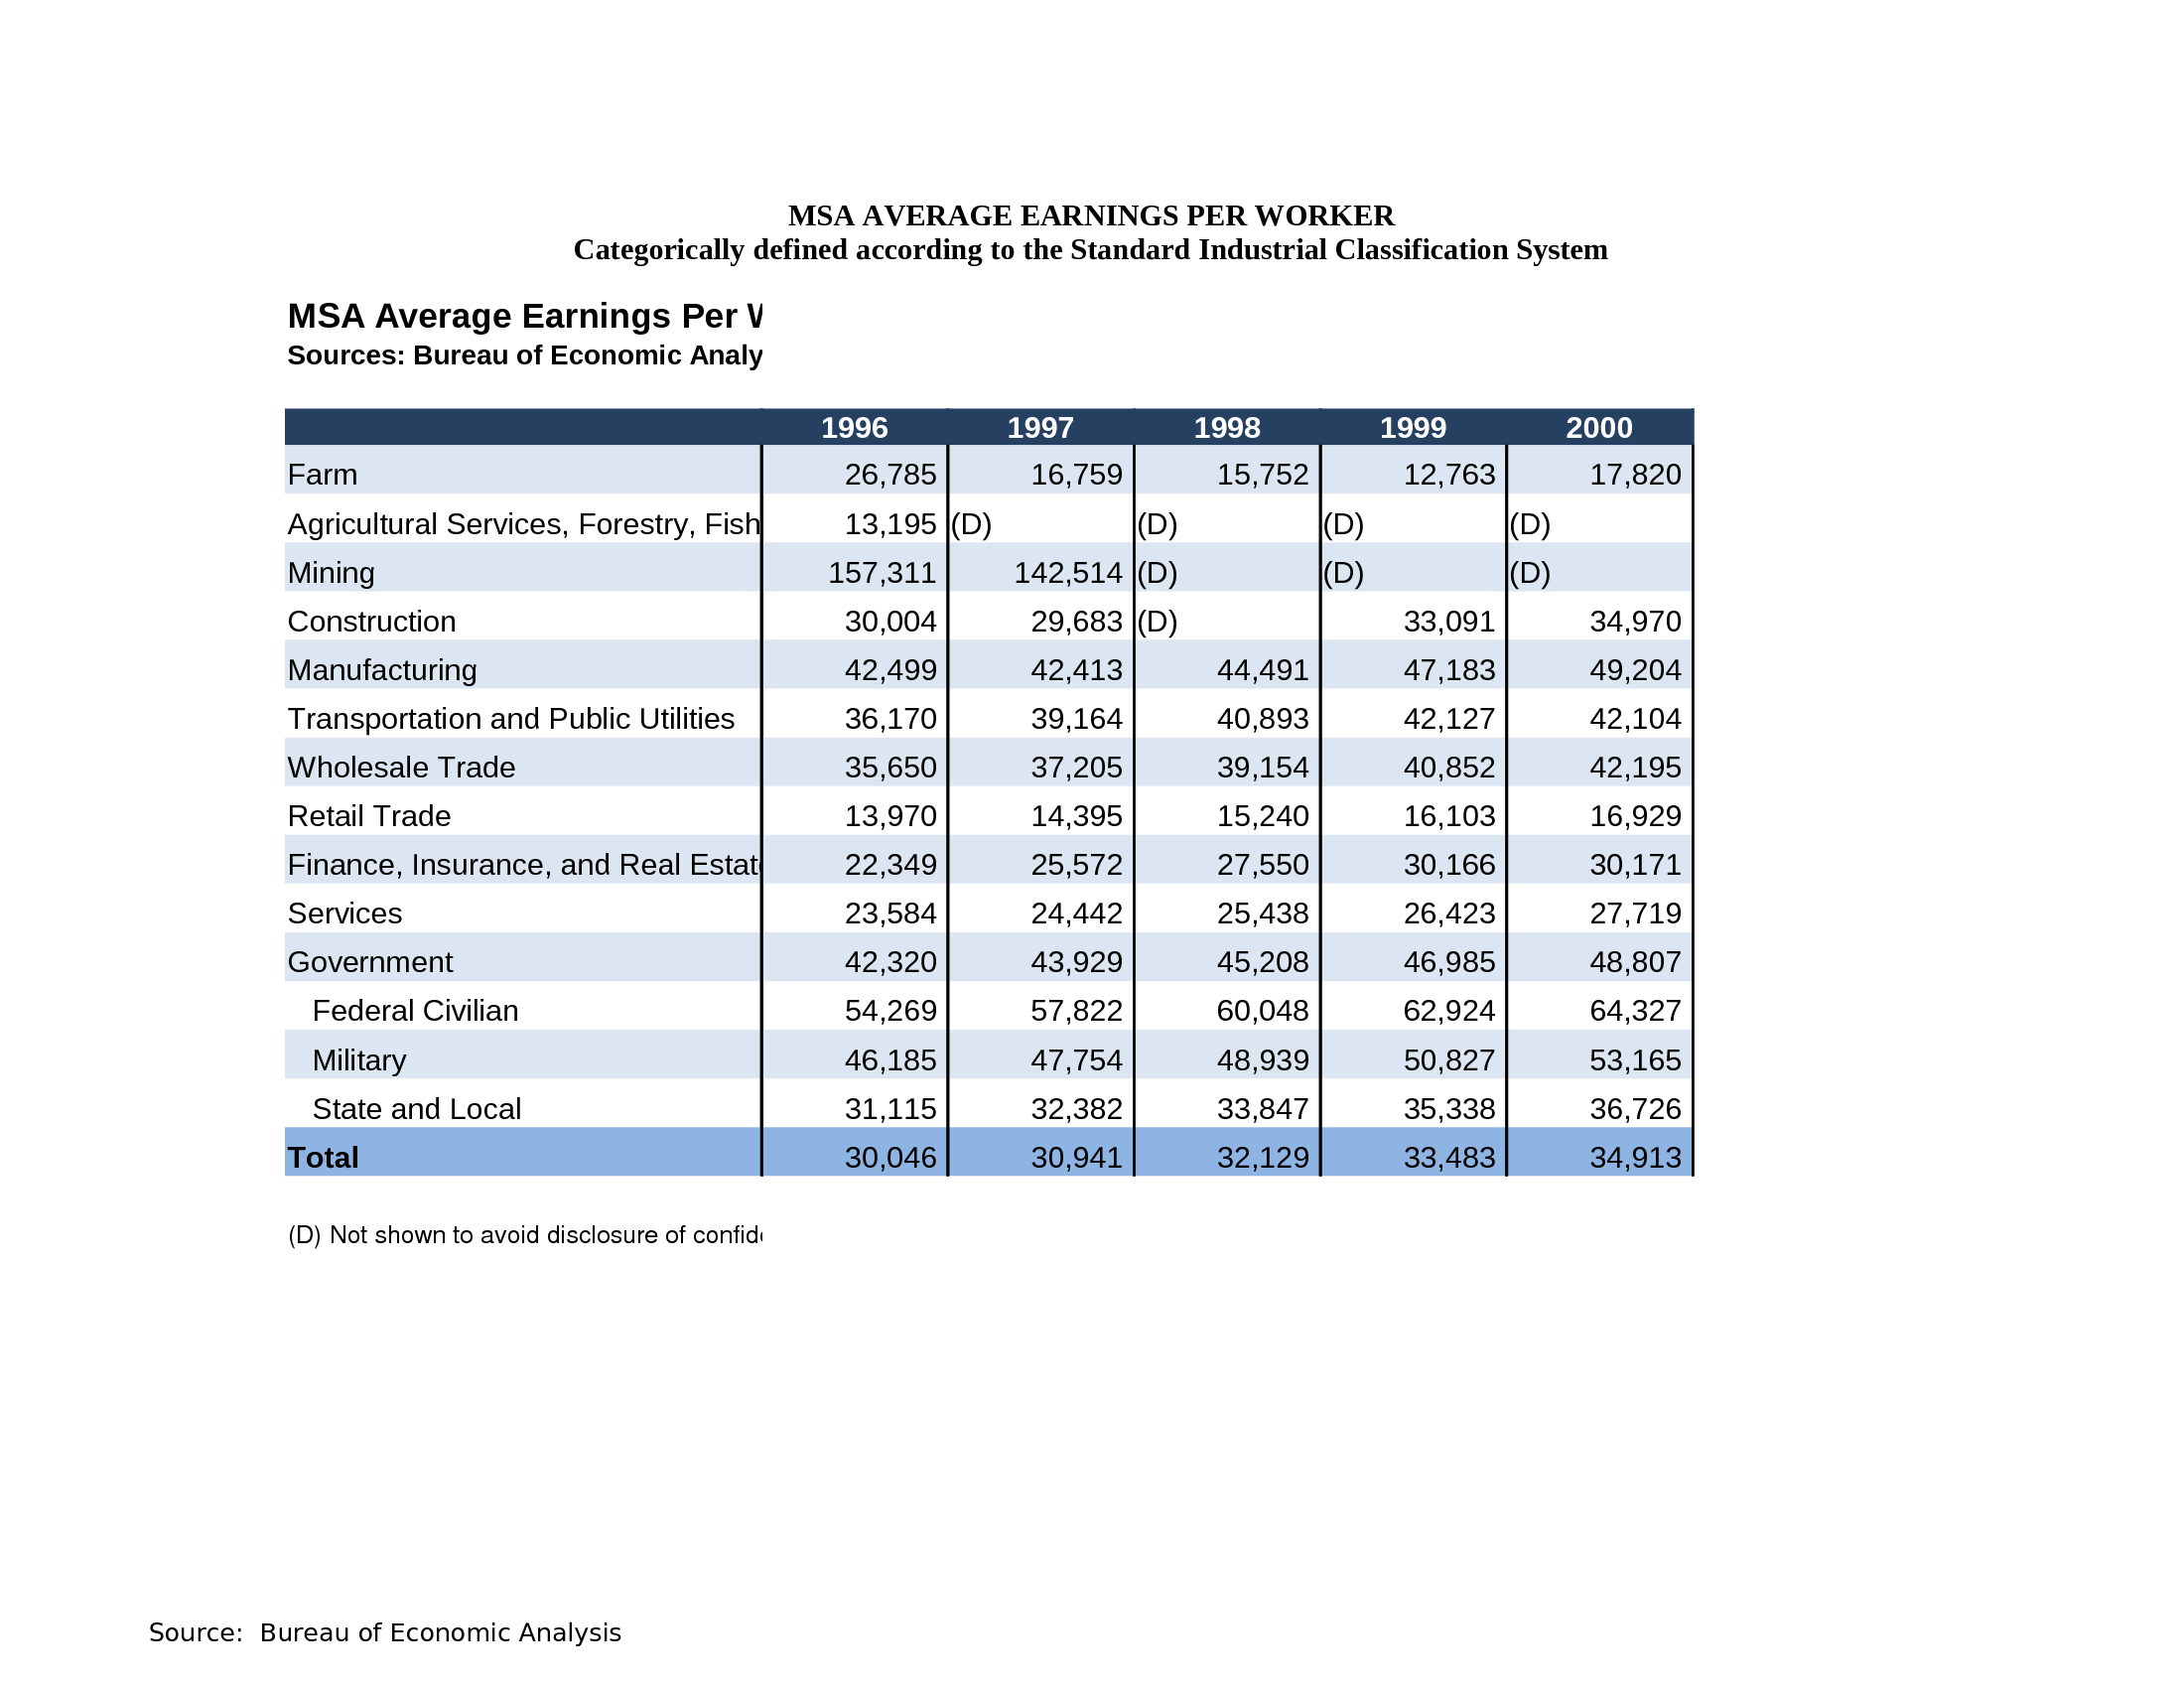 MSA AVERAGE EARNINGS PER WORKER
Categorically defined according to the Standard Industrial Classification System
MSA Average Earnings Per
Sources: Bureau of Economic Analy
1996 1997 1998 1999 2000
Farm 26,785 16,759 15,752 12,763 17,820
Agricultural Services, Forestry, Fish 13,195 (D) (D) (D) (D)
Mining 157,311 142,514 (D) (D) (D)
Construction 30,004 29,683 (D) 33,091 34,970
Manufacturing 42,499 42,413 44,491 47,183 49,204
Transportation and Public Utilities 36,170 39,164 40,893 42,127 42,104
Wholesale Trade 35,650 37,205 39,154 40,852 42,195
Retail Trade 13,970 14,395 15,240 16,103 16,929
Finance, Insurance, and Real Estate 22,349 25,572 27,550 30,166 30,171
Services 23,584 24,442 25,438 26,423 27,719
Government 42,320 43,929 45,208 46,985 48,807
Federal Civilian 54,269 57,822 60,048 62,924 64,327
Military 46,185 47,754 48,939 50,827 53,165
State and Local 31,115 32,382 33,847 35,338 36,726
Total 30,046 30,941 32,129 33,483 34,913
(D) Not shown to avoid disclosure of confid
Source: Bureau of Economic Analysis